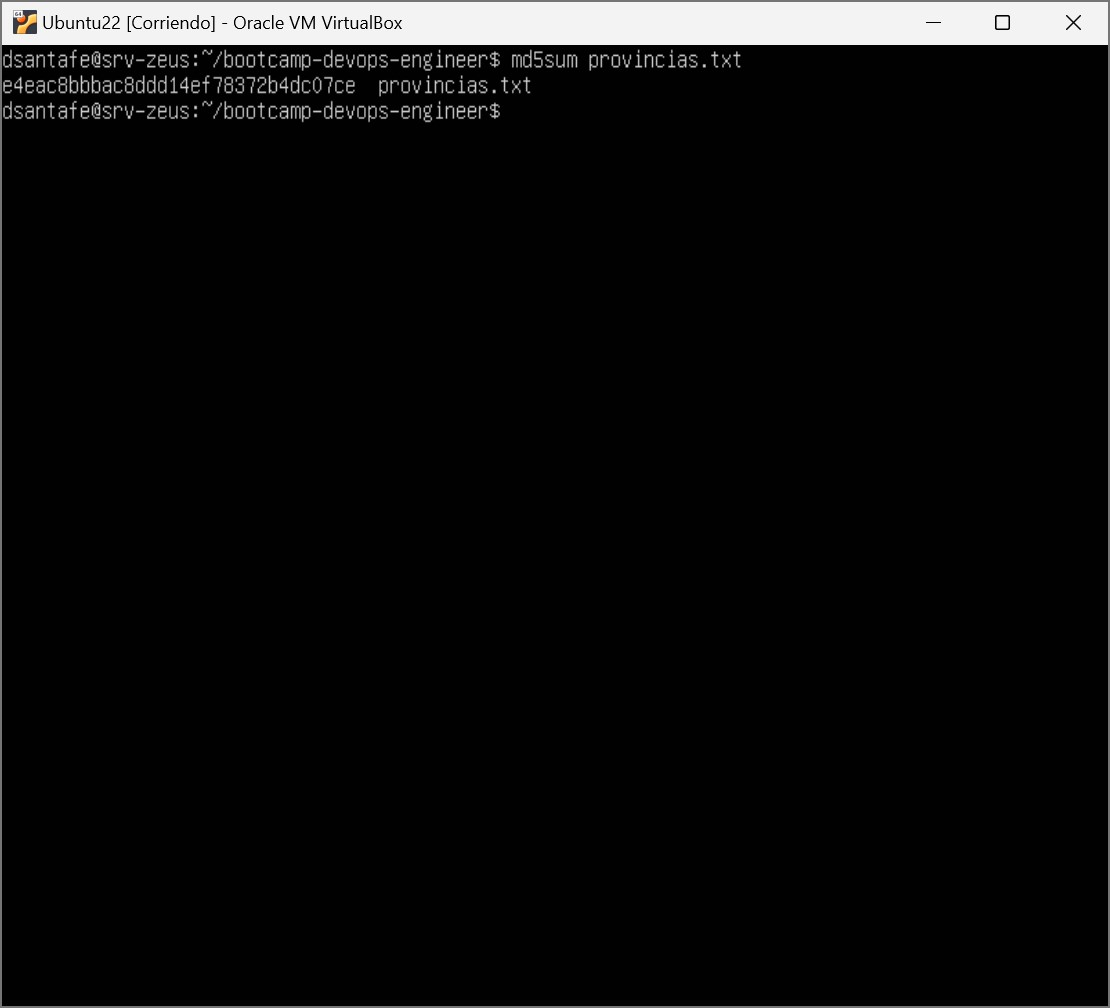 Ubuntu22 [Corriendo] - Oracle VM VirtualBox
dsantafe@srv-zeus:~/bootcamp-devops-engineer$ md5sum provincias.txt
e4eac8bbbac8ddd14ef78372b4dc07ce  provincias.txt
dsantafe@srv-zeus:~/bootcamp-devops-engineer$